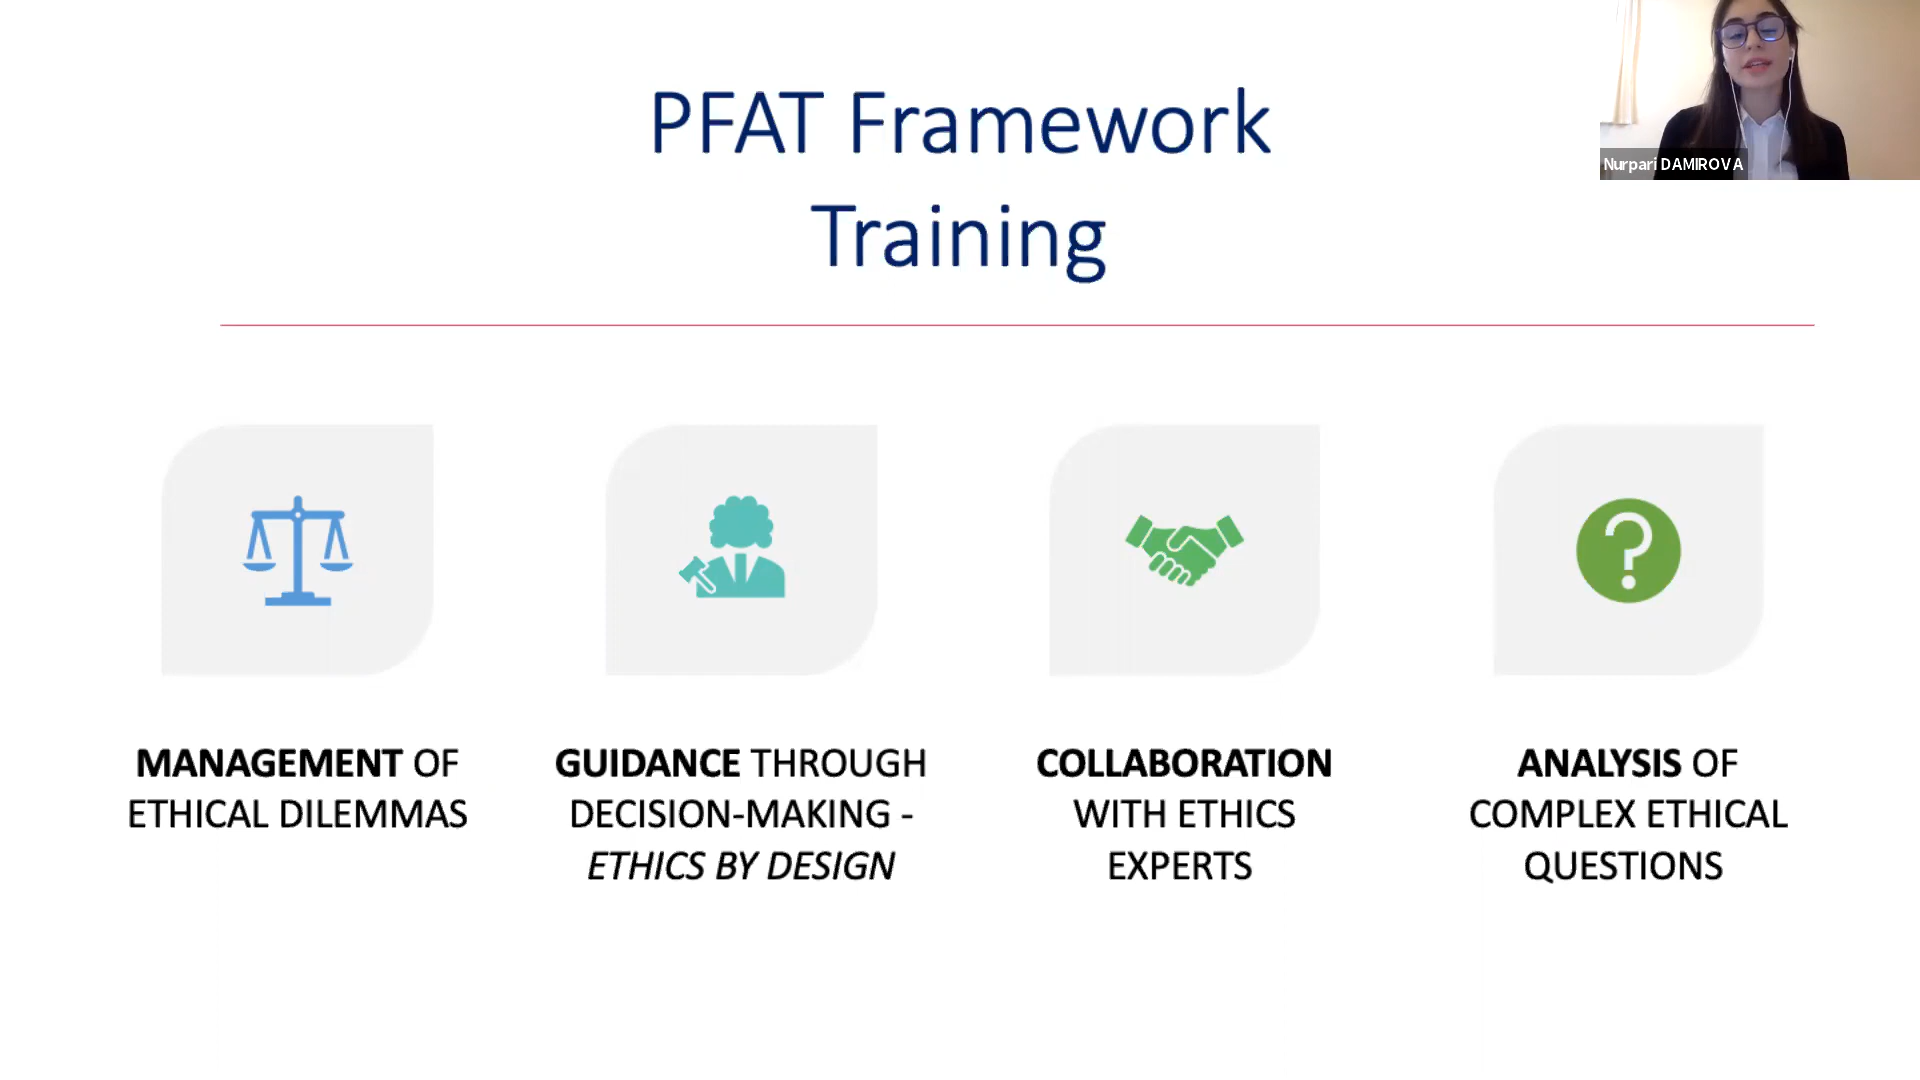 PFAT Framework
Training
Nurpari DAMIROVA
MANAGEMENT OF
ETHICAL DILEMMAS
GUIDANCE THROUGH
DECISION-MAKING -
ETHICS BY DESIGN
COLLABORATION
WITH ETHICS
EXPERTS
ANALYSIS OF
COMPLEX ETHICAL
QUESTIONS